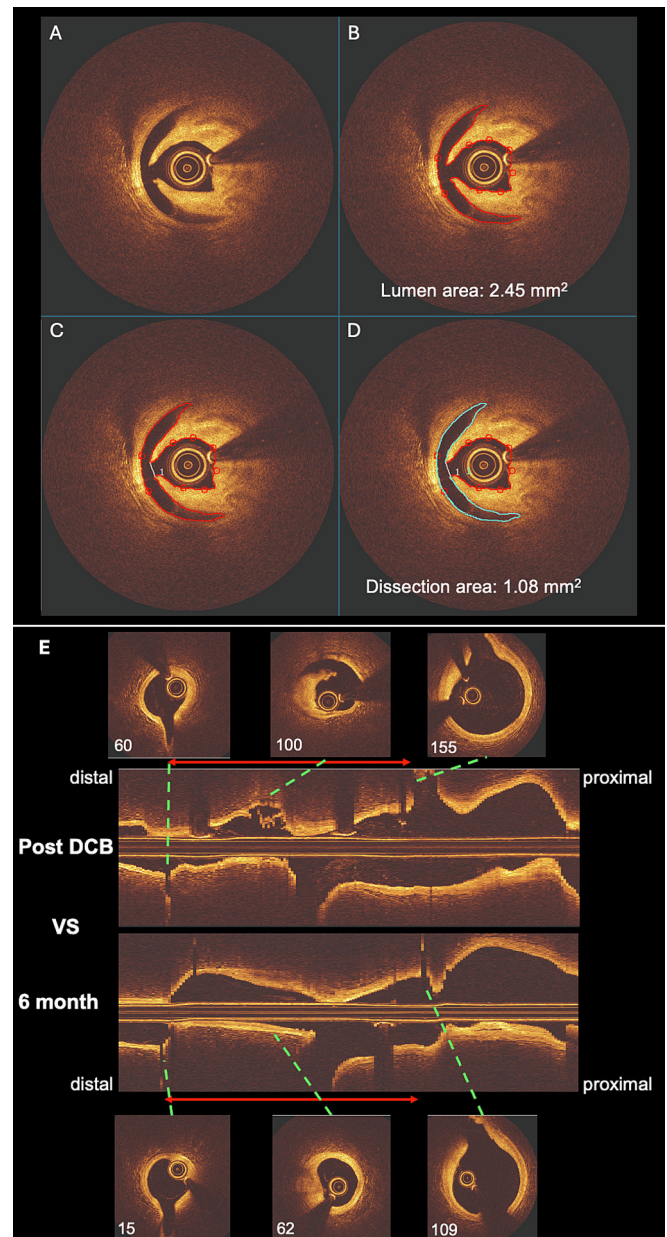 A
B
Lumen area: 2.45 mm²
C
D
1
1
Dissection area: 1.08 mm²
E
60
100
155
distal
proximal
Post DCB
VS
6 month
distal
proximal
15
62
109